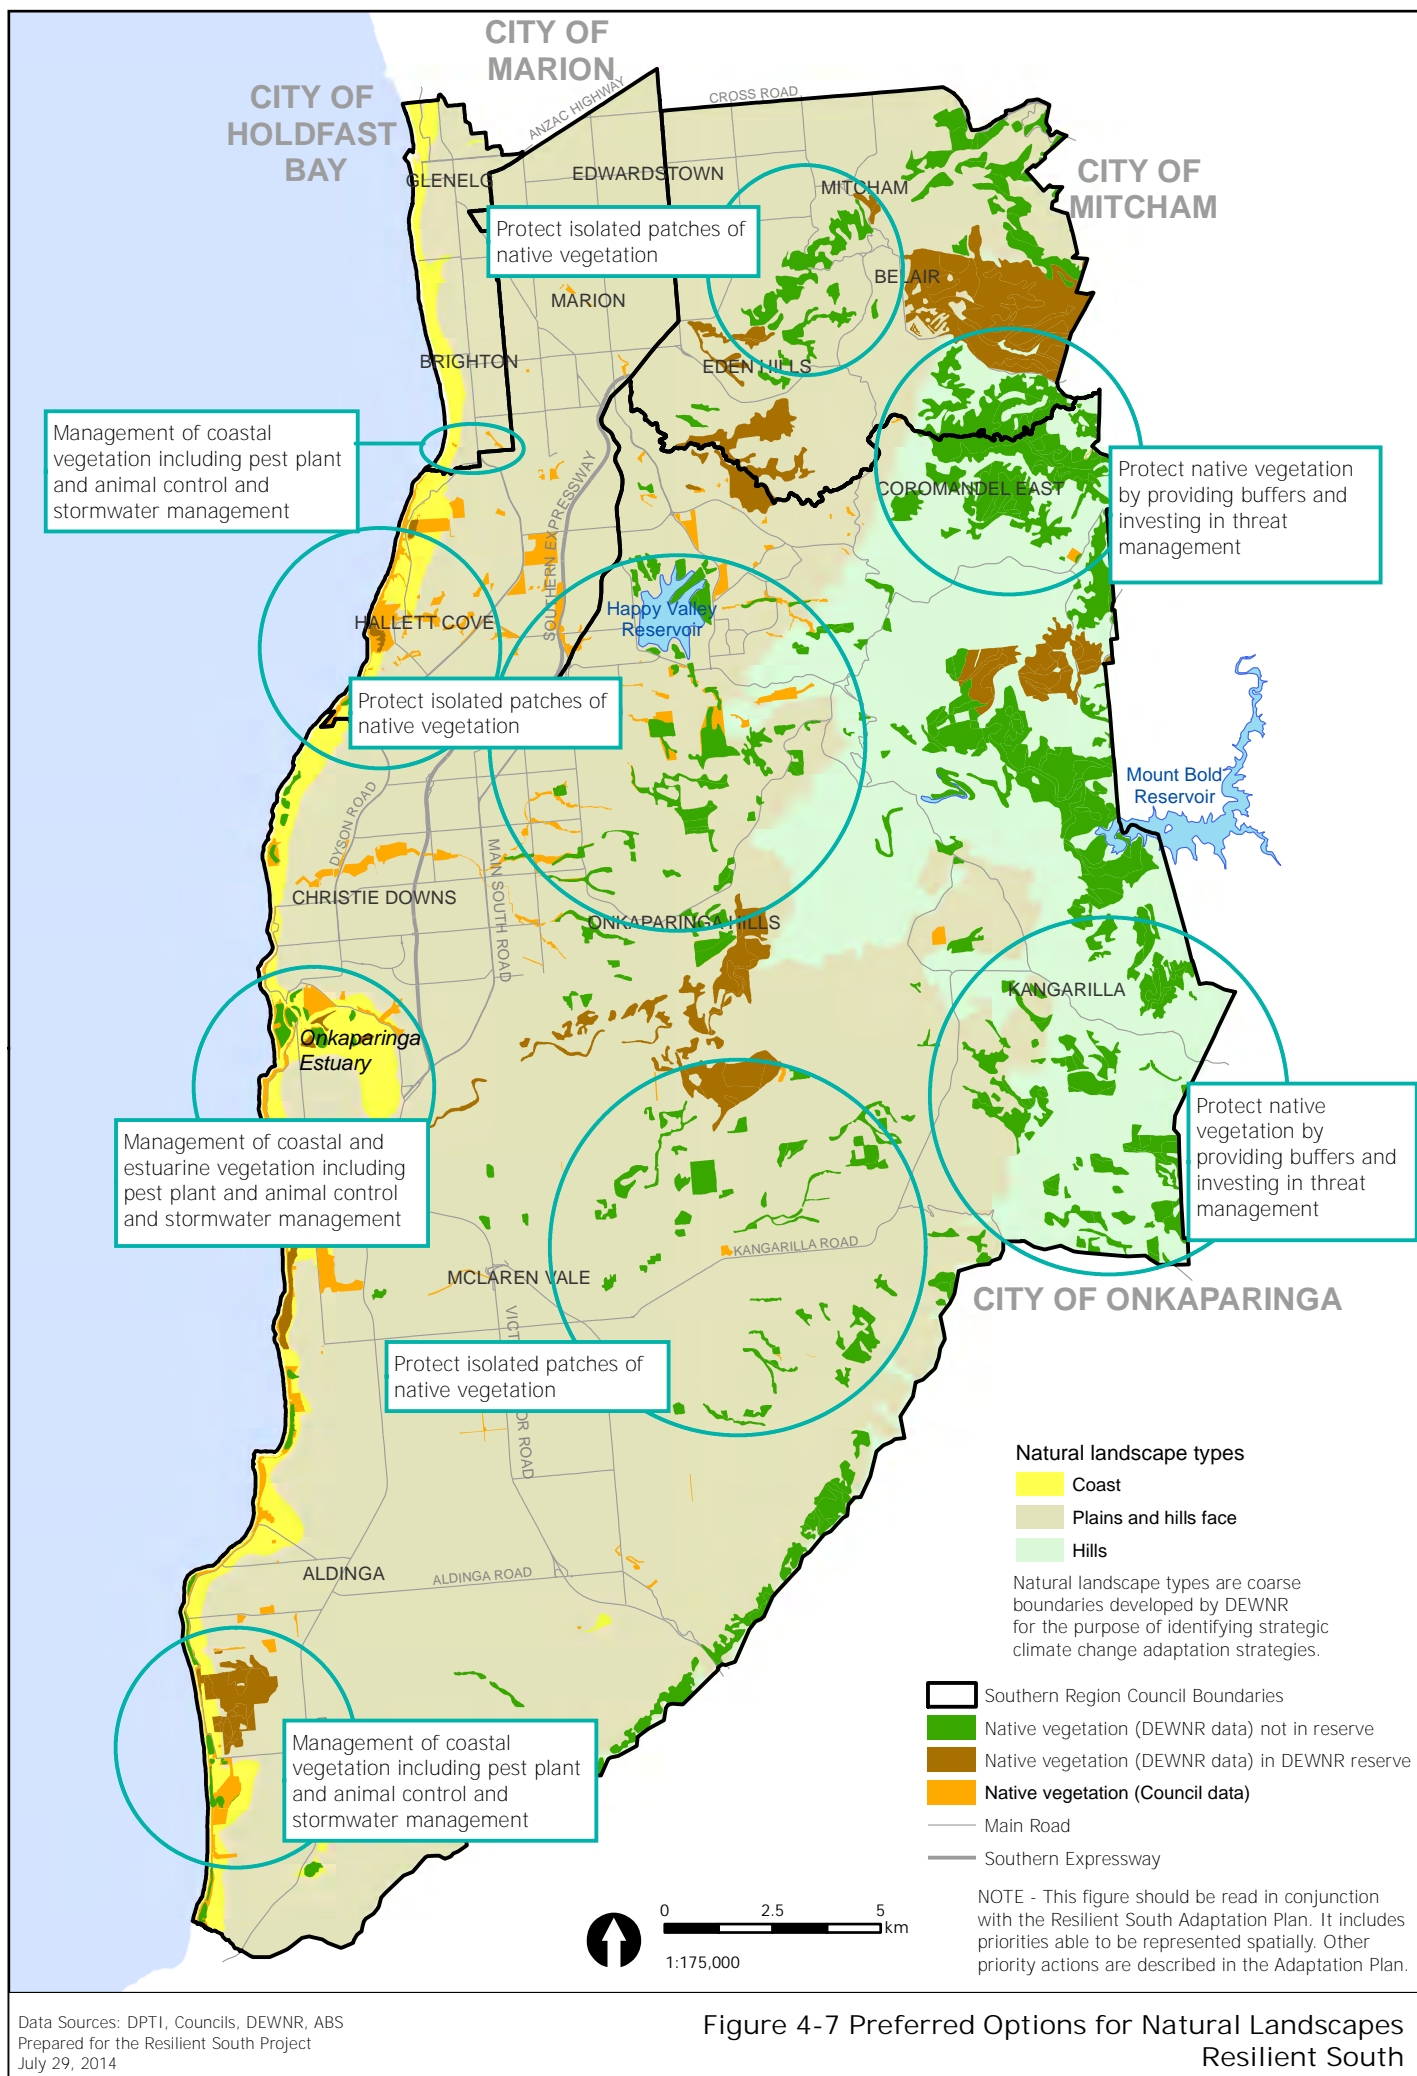 CITY OF
MARION
CITY OF
HOLDFAST
BAY
ANZAC HIGHWAY
CROSS ROAD
CITY OF
MITCHAM
GLENELG
EDWARDSTOWN
MITCHAM
Protect isolated patches of
native vegetation
BELAIR
MARION
BRIGHTON
EDEN HILLS
Management of coastal
vegetation including pest plant
and animal control and
stormwater management
SOUTHERN EXPRESSWAY
COROMANDEL EAST
Protect native vegetation
by providing buffers and
investing in threat
management
HALLETT COVE
Happy Valley
Reservoir
Protect isolated patches of
native vegetation
Mount Bold
Reservoir
DYSON ROAD
MAIN SOUTH ROAD
CHRISTIE DOWNS
ONKAPARINGA HILLS
KANGARILLA
Onkaparinga
Estuary
Management of coastal and
estuarine vegetation including
pest plant and animal control
and stormwater management
Protect native
vegetation by
providing buffers and
investing in threat
management
KANGARILLA ROAD
MCLAREN VALE
CITY OF ONKAPARINGA
VICT
OR ROAD
Protect isolated patches of
native vegetation
ALDINGA
ALDINGA ROAD
Management of coastal
vegetation including pest plant
and animal control and
stormwater management
Natural landscape types
Coast
Plains and hills face
Hills
Natural landscape types are coarse
boundaries developed by DEWNR
for the purpose of identifying strategic
climate change adaptation strategies.
Southern Region Council Boundaries
Native vegetation (DEWNR data) not in reserve
Native vegetation (DEWNR data) in DEWNR reserve
Native vegetation (Council data)
Main Road
Southern Expressway
NOTE - This figure should be read in conjunction
with the Resilient South Adaptation Plan. It includes
priorities able to be represented spatially. Other
priority actions are described in the Adaptation Plan.
0 2.5 5
km
1:175,000
Data Sources: DPTI, Councils, DEWNR, ABS
Prepared for the Resilient South Project
July 29, 2014
Figure 4-7 Preferred Options for Natural Landscapes
Resilient South